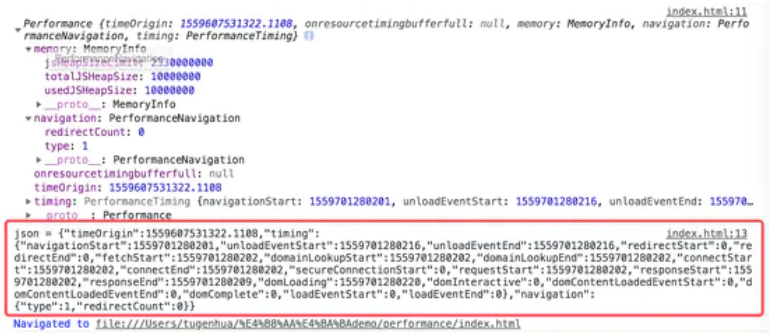 index.html:11
Performance {timeOrigin: 1559607531322.1108, onresourcetimingbufferfull: null, memory: MemoryInfo, navigation: Perfo
rmanceNavigation, timing: PerformanceTiming}
memory: MemoryInfo
jsHeapSizeLimit: 2330000000
totalJSHeapSize: 10000000
usedJSHeapSize: 10000000
__proto__: MemoryInfo
navigation: PerformanceNavigation
redirectCount: 0
type: 1
__proto__: PerformanceNavigation
onresourcetimingbufferfull: null
timeOrigin: 1559607531322.1108
timing: PerformanceTiming {navigationStart: 1559701280201, unloadEventStart: 1559701280216, unloadEventEnd: 155970…
__proto__: Performance
json = {"timeOrigin":1559607531322.1108,"timing": index.html:13
{"navigationStart":1559701280201,"unloadEventStart":1559701280216,"unloadEventEnd":1559701280216,"redirectStart":0,"re
directEnd":0,"fetchStart":1559701280202,"domainLookupStart":1559701280202,"domainLookupEnd":1559701280202,"connectStar
t":1559701280202,"connectEnd":1559701280202,"secureConnectionStart":0,"requestStart":1559701280202,"responseStart":155
9701280202,"responseEnd":1559701280209,"domLoading":1559701280220,"domInteractive":0,"domContentLoadedEventStart":0,"d
omContentLoadedEventEnd":0,"domComplete":0,"loadEventStart":0,"loadEventEnd":0},"navigation":
{"type":1,"redirectCount":0}}
Navigated to file:///Users/tugenhua/%E4%B8%AA%E4%BA%BAdemo/performance/index.html